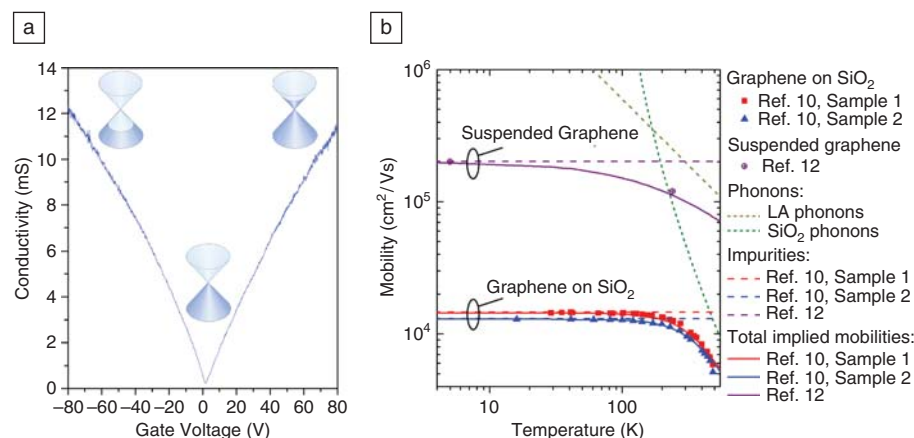 a
Conductivity (mS)
14
12
10
8
6
4
2
0
−80 −60 −40 −20 0 20 40 60 80
Gate Voltage (V)
b
Mobility (cm²/Vs)
10⁶
10⁵
10⁴
Suspended Graphene
Graphene on SiO₂
10 100
Temperature (K)
Graphene on SiO₂
Ref. 10, Sample 1
Ref. 10, Sample 2
Suspended graphene
Ref. 12
Phonons:
LA phonons
SiO₂ phonons
Impurities:
Ref. 10, Sample 1
Ref. 10, Sample 2
Ref. 12
Total implied mobilities:
Ref. 10, Sample 1
Ref. 10, Sample 2
Ref. 12